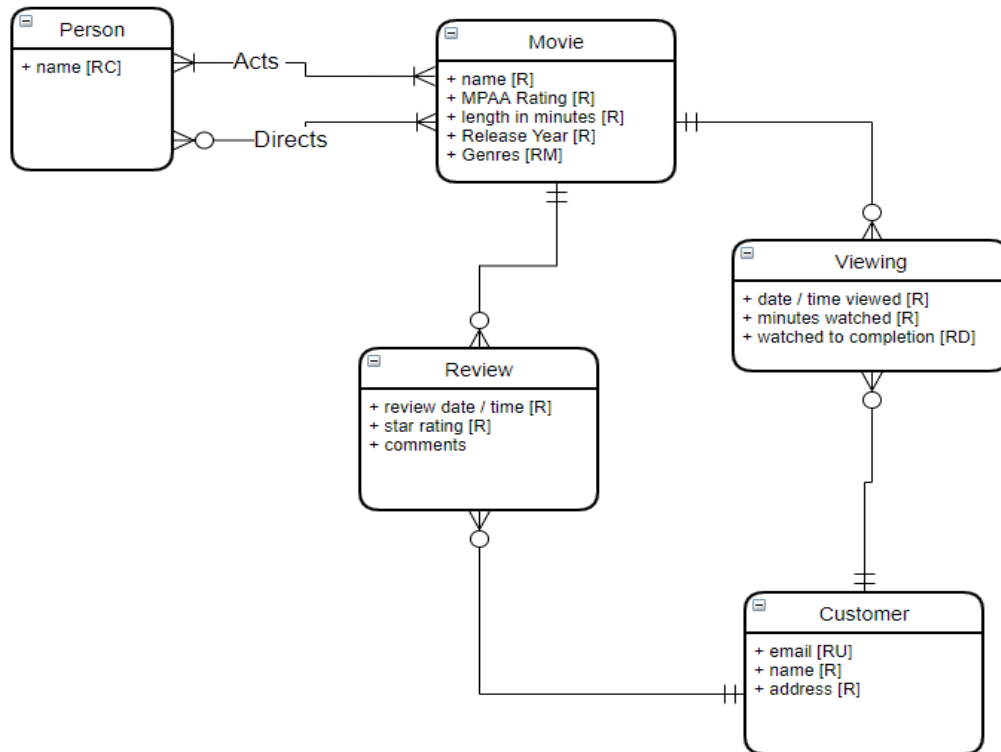 Person
+ name [RC]
Acts
Directs
Movie
+ name [R]
+ MPAA Rating [R]
+ length in minutes [R]
+ Release Year [R]
+ Genres [RM]
Viewing
+ date / time viewed [R]
+ minutes watched [R]
+ watched to completion [RD]
Review
+ review date / time [R]
+ star rating [R]
+ comments
Customer
+ email [RU]
+ name [R]
+ address [R]